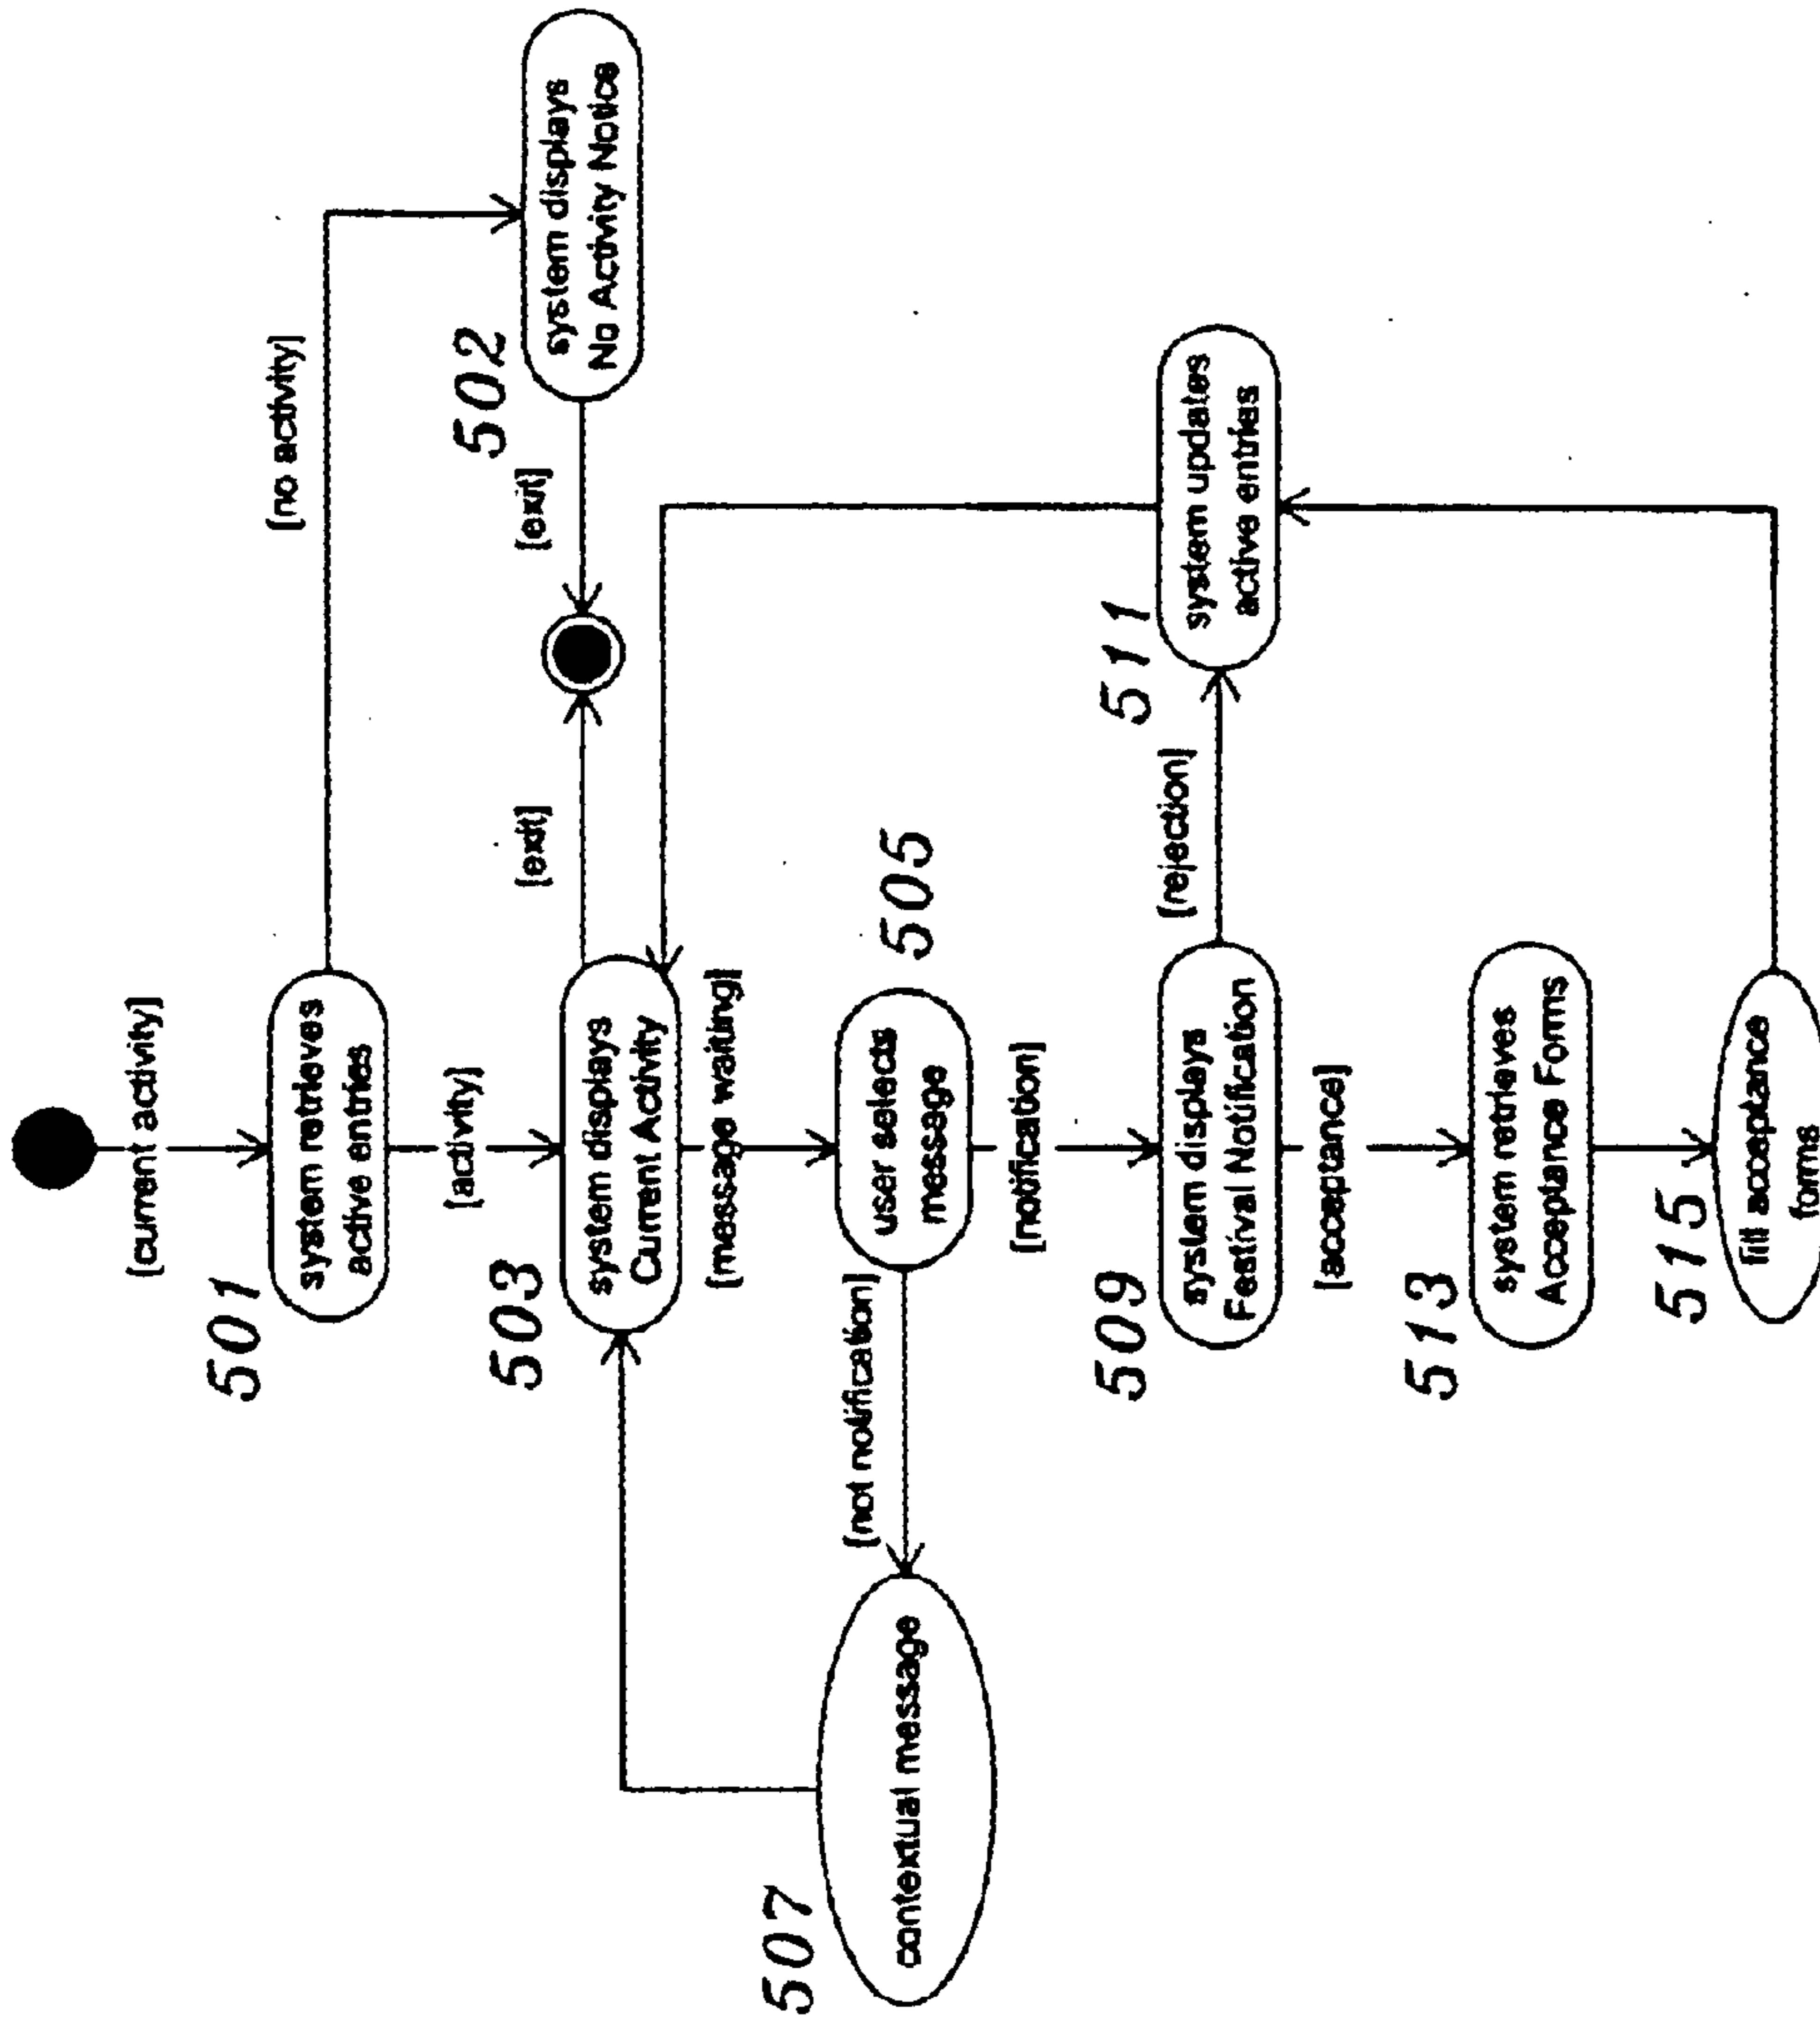 [current activity]
501
system retrieves
active entries
[no activity]
[activity]
502
system displays
No Activity Notice
[exit]
[exit]
503
system displays
Current Activity
[message waiting]
505
user selects
message
[not notification]
507
contextual message
[notification]
509
system displays
Festival Notification
[rejection]
511
system updates
active entries
[acceptance]
513
system retrieves
Acceptance Forms
515
fill acceptance
forms